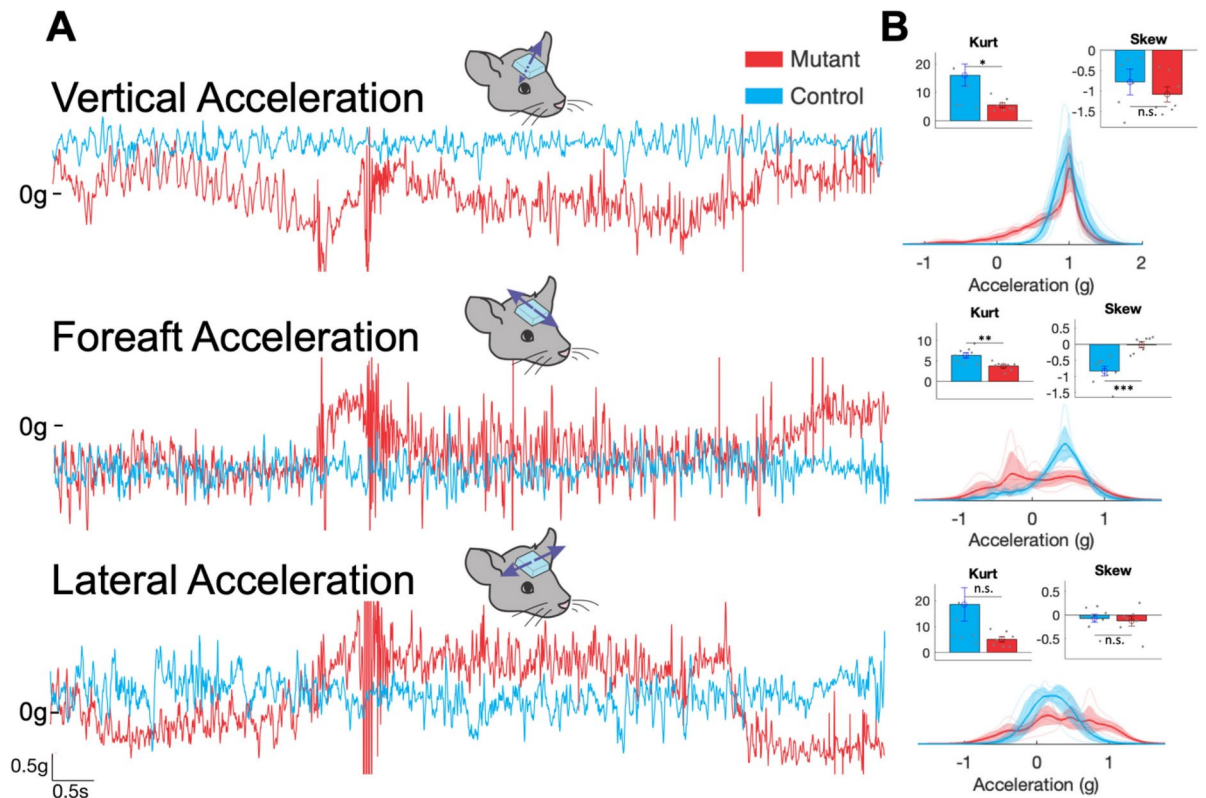 A
Vertical Acceleration
Mutant
Control
0g
Foreaft Acceleration
0g
Lateral Acceleration
0g
0.5g
0.5s
B
Kurt
20
10
0
*
Skew
0
-0.5
-1
-1.5
n.s.
-1 0 1 2
Acceleration (g)
Kurt
10
5
0
**
Skew
0.5
0
-0.5
-1
-1.5
***
-1 0 1
Acceleration (g)
Kurt
20
10
0
n.s.
Skew
0.5
0
-0.5
n.s.
-1 0 1
Acceleration (g)